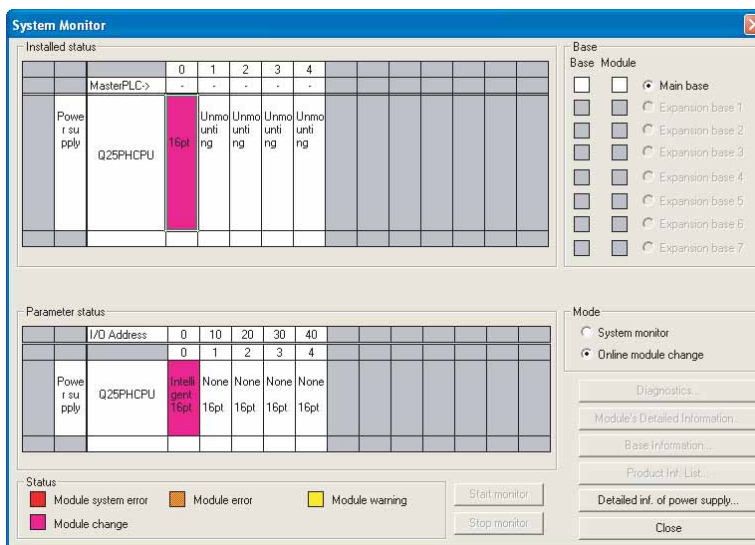 System Monitor
Installed status
0 1 2 3 4
MasterPLC-> - - - - -
Powe
r su
pply
Q25PHCPU
16pt
Unmo
unti
ng
Unmo
unti
ng
Unmo
unti
ng
Unmo
unti
ng
Base
Base Module
Main base
Expansion base 1
Expansion base 2
Expansion base 3
Expansion base 4
Expansion base 5
Expansion base 6
Expansion base 7
Parameter status
I/O Address 0 10 20 30 40
0 1 2 3 4
Powe
r su
pply
Q25PHCPU
Intelli
gent
16pt
None
16pt
None
16pt
None
16pt
None
16pt
Mode
System monitor
Online module change
Diagnostics...
Module's Detailed Information...
Base Information...
Product Inf. List...
Detailed inf. of power supply...
Close
Status
Module system error Module error Module warning
Module change
Start monitor
Stop monitor